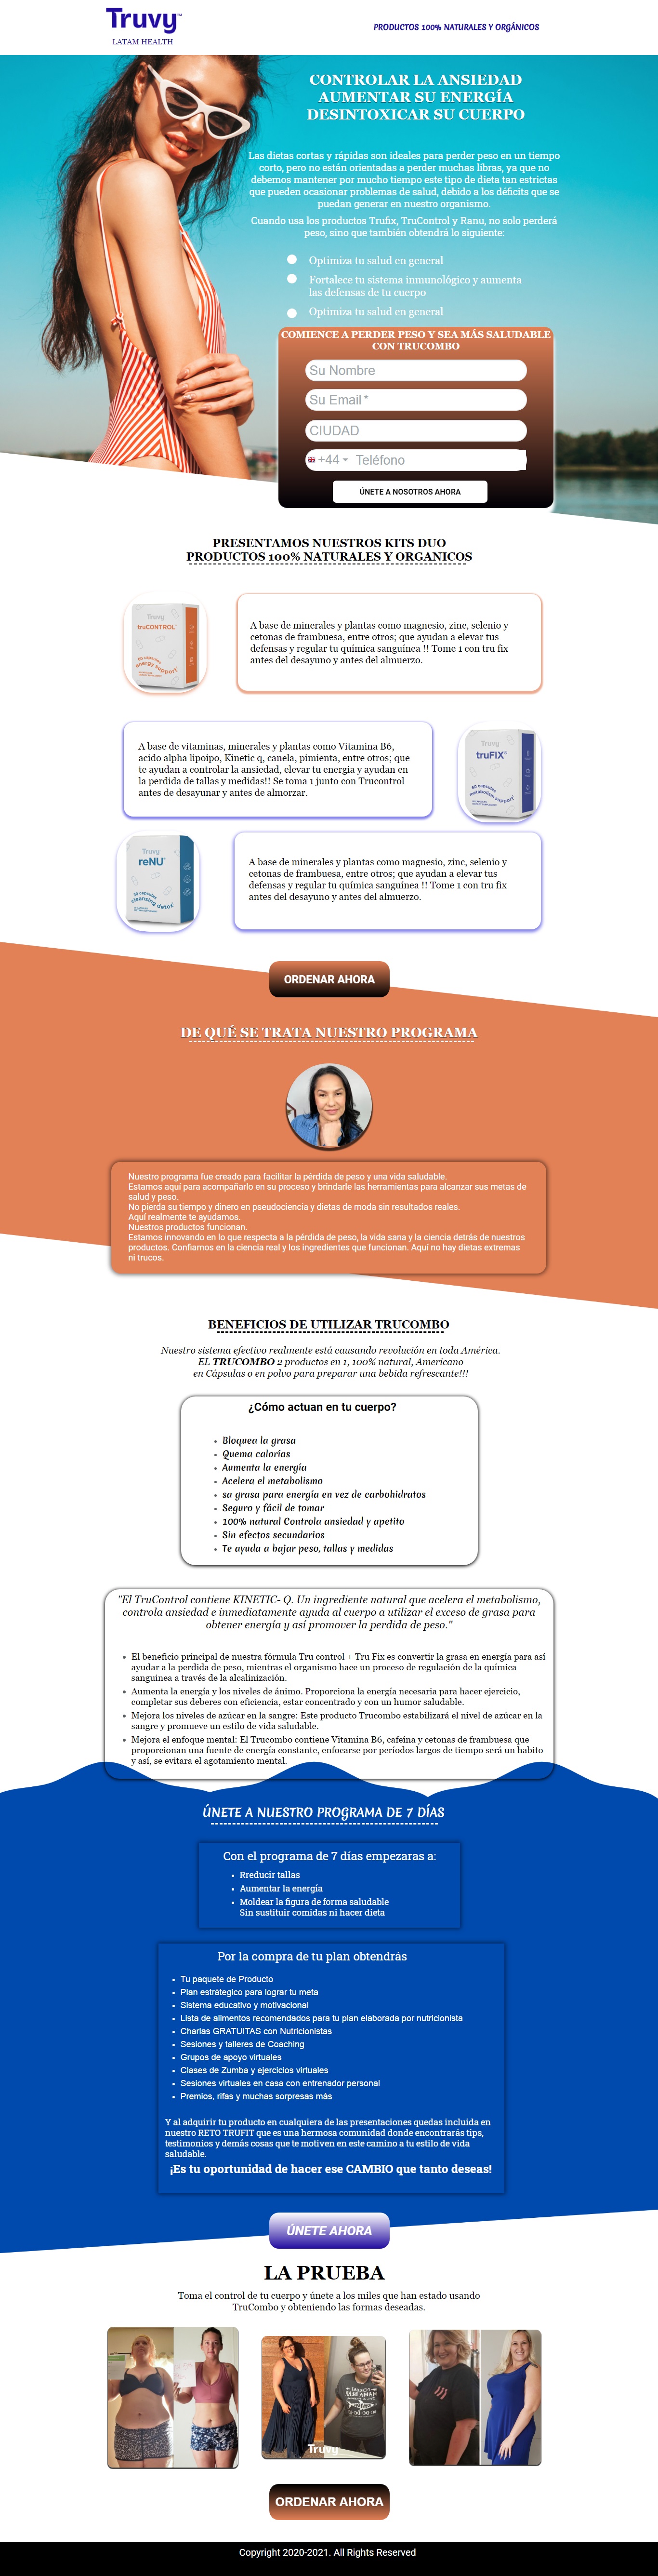 Truvy™
LATAM HEALTH
PRODUCTOS 100% NATURALES Y ORGÁNICOS
CONTROLAR LA ANSIEDAD
AUMENTAR SU ENERGÍA
DESINTOXICAR SU CUERPO
Las dietas cortas y rápidas son ideales para perder peso en un tiempo
corto, pero no están orientadas a perder muchas libras, ya que no
debemos mantener por mucho tiempo este tipo de dieta tan estrictas
que pueden ocasionar problemas de salud, debido a los déficits que se
puedan generar en nuestro organismo.
Cuando usa los productos Trufix, TruControl y Ranu, no solo perderá
peso, sino que también obtendrá lo siguiente:
Optimiza tu salud en general
Fortalece tu sistema inmunológico y aumenta
las defensas de tu cuerpo
Optimiza tu salud en general
COMIENCE A PERDER PESO Y SEA MÁS SALUDABLE
CON TRUCOMBO
Su Nombre
Su Email *
CIUDAD
+44 Teléfono
ÚNETE A NOSOTROS AHORA
PRESENTAMOS NUESTROS KITS DUO
PRODUCTOS 100% NATURALES Y ORGANICOS
Truvy
truCONTROL
60 capsules
energy support
A base de minerales y plantas como magnesio, zinc, selenio y
cetonas de frambuesa, entre otros; que ayudan a elevar tus
defensas y regular tu química sanguínea !! Tome 1 con tru fix
antes del desayuno y antes del almuerzo.
A base de vitaminas, minerales y plantas como Vitamina B6,
acido alpha lipoipo, Kinetic q, canela, pimienta, entre otros; que
te ayudan a controlar la ansiedad, elevar tu energia y ayudan en
la perdida de tallas y medidas!! Se toma 1 junto con Trucontrol
antes de desayunar y antes de almorzar.
Truvy
truFIX
60 capsules
metabolism support
Truvy
reNU
cleansing detox
A base de minerales y plantas como magnesio, zinc, selenio y
cetonas de frambuesa, entre otros; que ayudan a elevar tus
defensas y regular tu química sanguínea !! Tome 1 con tru fix
antes del desayuno y antes del almuerzo.
ORDENAR AHORA
DE QUÉ SE TRATA NUESTRO PROGRAMA
Nuestro programa fue creado para facilitar la pérdida de peso y una vida saludable.
Estamos aquí para acompañarlo en su proceso y brindarle las herramientas para alcanzar sus metas de
salud y peso.
No pierda su tiempo y dinero en pseudociencia y dietas de moda sin resultados reales.
Aquí realmente te ayudamos.
Nuestros productos funcionan.
Estamos innovando en lo que respecta a la pérdida de peso, la vida sana y la ciencia detrás de nuestros
productos. Confiamos en la ciencia real y los ingredientes que funcionan. Aquí no hay dietas extremas
ni trucos.
BENEFICIOS DE UTILIZAR TRUCOMBO
Nuestro sistema efectivo realmente está causando revolución en toda América.
EL TRUCOMBO 2 productos en 1, 100% natural, Americano
en Cápsulas o en polvo para preparar una bebida refrescante!!!
¿Cómo actuan en tu cuerpo?
Bloquea la grasa
Quema calorías
Aumenta la energía
Acelera el metabolismo
sa grasa para energía en vez de carbohidratos
Seguro y fácil de tomar
100% natural Controla ansiedad y apetito
Sin efectos secundarios
Te ayuda a bajar peso, tallas y medidas
"El TruControl contiene KINETIC- Q. Un ingrediente natural que acelera el metabolismo,
controla ansiedad e inmediatamente ayuda al cuerpo a utilizar el exceso de grasa para
obtener energía y así promover la perdida de peso."
El beneficio principal de nuestra fórmula Tru control + Tru Fix es convertir la grasa en energía para así
ayudar a la perdida de peso, mientras el organismo hace un proceso de regulación de la química
sanguínea a través de la alcalinización.
Aumenta la energía y los niveles de ánimo. Proporciona la energía necesaria para hacer ejercicio,
completar sus deberes con eficiencia, estar concentrado y con un humor saludable.
Mejora los niveles de azúcar en la sangre: Este producto Trucombo estabilizará el nivel de azúcar en la
sangre y promueve un estilo de vida saludable.
Mejora el enfoque mental: El Trucombo contiene Vitamina B6, cafeína y cetonas de frambuesa que
proporcionan una fuente de energía constante, enfocarse por períodos largos de tiempo será un habito
y asi, se evitara el agotamiento mental.
ÚNETE A NUESTRO PROGRAMA DE 7 DÍAS
Con el programa de 7 días empezaras a:
Rreducir tallas
Aumentar la energía
Moldear la figura de forma saludable
Sin sustituir comidas ni hacer dieta
Por la compra de tu plan obtendrás
Tu paquete de Producto
Plan estrátegico para lograr tu meta
Sistema educativo y motivacional
Lista de alimentos recomendados para tu plan elaborada por nutricionista
Charlas GRATUITAS con Nutricionistas
Sesiones y talleres de Coaching
Grupos de apoyo virtuales
Clases de Zumba y ejercicios virtuales
Sesiones virtuales en casa con entrenador personal
Premios, rifas y muchas sorpresas más
Y al adquirir tu producto en cualquiera de las presentaciones quedas incluida en
nuestro RETO TRUFIT que es una hermosa comunidad donde encontrarás tips,
testimonios y demás cosas que te motiven en este camino a tu estilo de vida
saludable.
¡Es tu oportunidad de hacer ese CAMBIO que tanto deseas!
ÚNETE AHORA
LA PRUEBA
Toma el control de tu cuerpo y únete a los miles que han estado usando
TruCombo y obteniendo las formas deseadas.
Truvy
ORDENAR AHORA
Copyright 2020-2021. All Rights Reserved